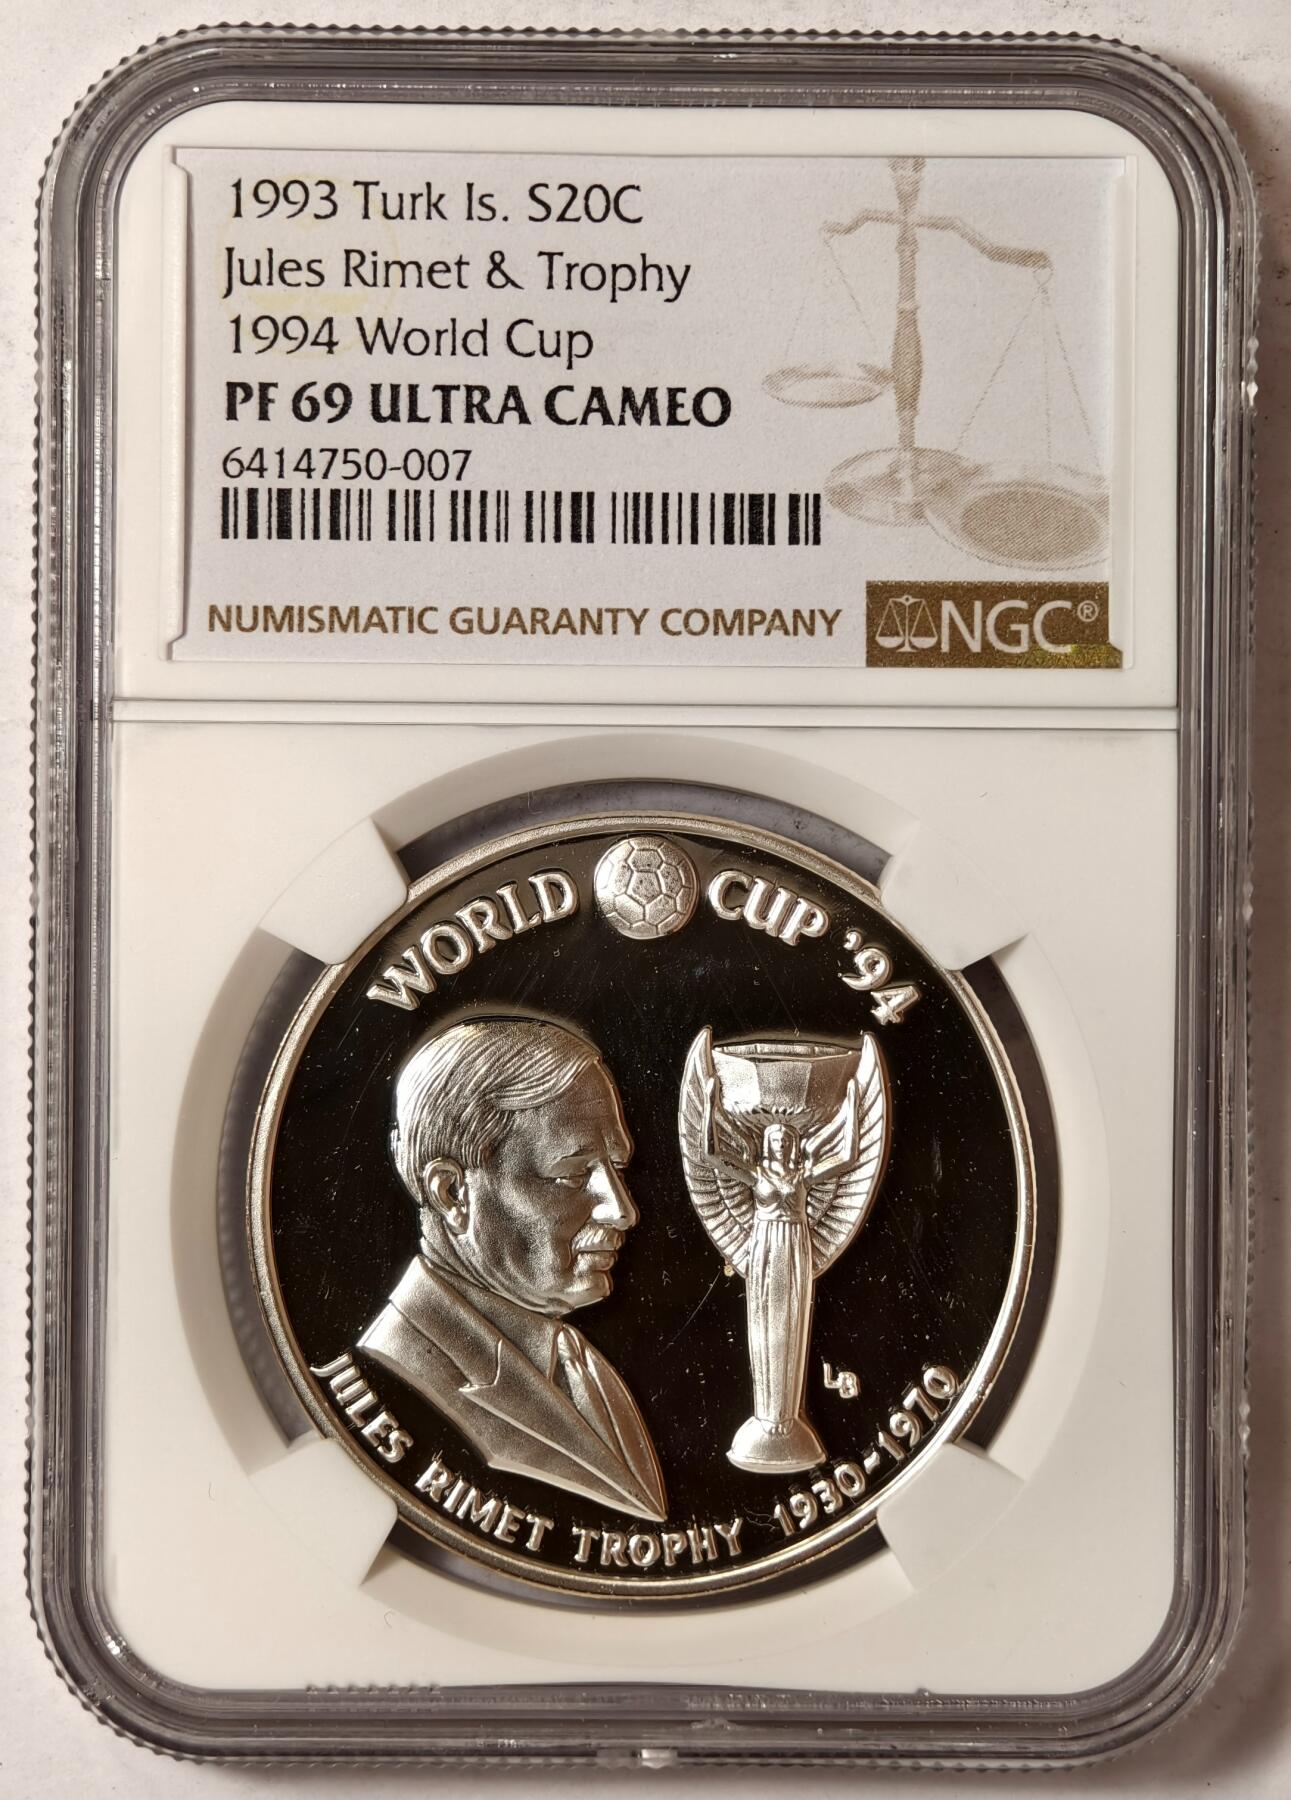 1993 Turk Is. S20C
Jules Rimet & Trophy
1994 World Cup
PF 69 ULTRA CAMEO
6414750-007
NUMISMATIC GUARANTY COMPANY
NGC®
WORLD CUP '94
LB
JULES RIMET TROPHY 1930-1970